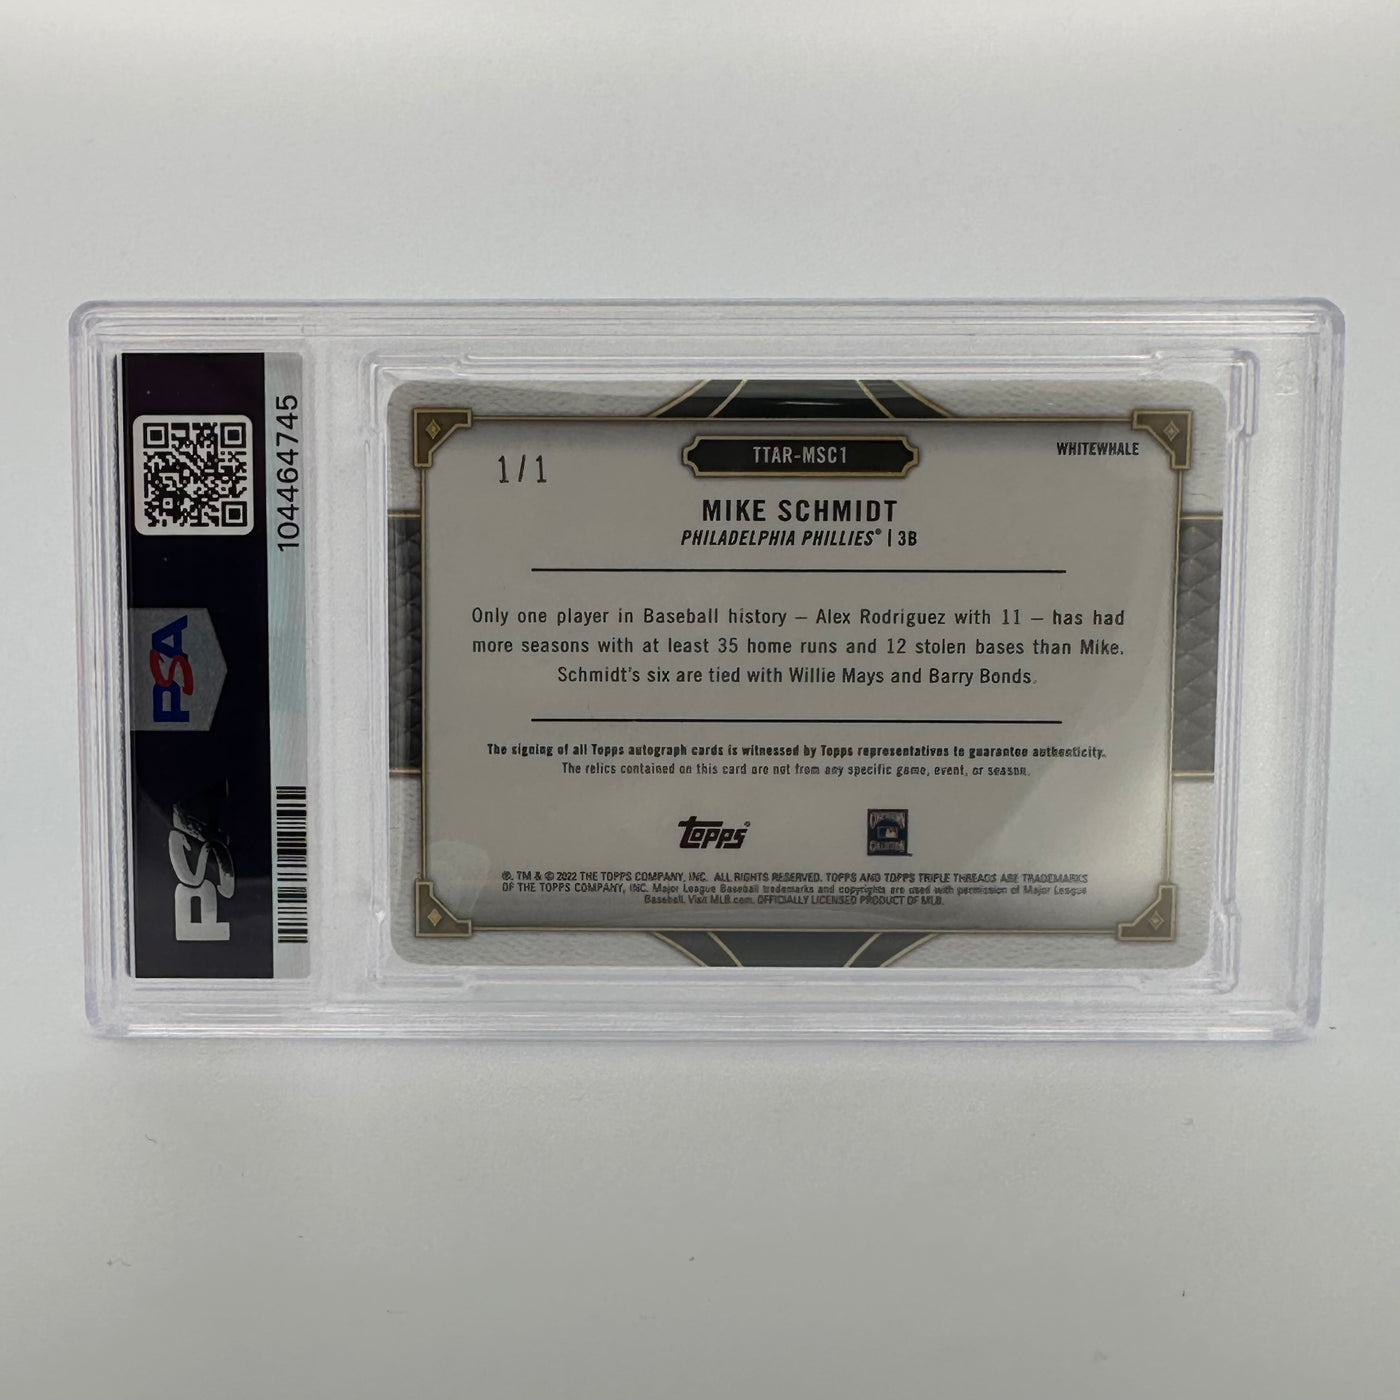 104464745
PSA
PSA
1/1
TTAR-MSC1
WHITEWHALE
MIKE SCHMIDT
PHILADELPHIA PHILLIES® | 3B
Only one player in Baseball history – Alex Rodriguez with 11 – has had
more seasons with at least 35 home runs and 12 stolen bases than Mike.
Schmidt's six are tied with Willie Mays and Barry Bonds.
The signing of all Topps autograph cards is witnessed by Topps representatives to guarantee authenticity.
The relics contained on this card are not from any specific game, event, or season.
Topps®
®, TM & © 2022 THE TOPPS COMPANY, INC. ALL RIGHTS RESERVED. TOPPS AND TOPPS TRIPLE THREADS ARE TRADEMARKS
OF THE TOPPS COMPANY, INC. Major League Baseball trademarks and copyrights are used with permission of Major League
Baseball. Visit MLB.com. OFFICIALLY LICENSED PRODUCT OF MLB.